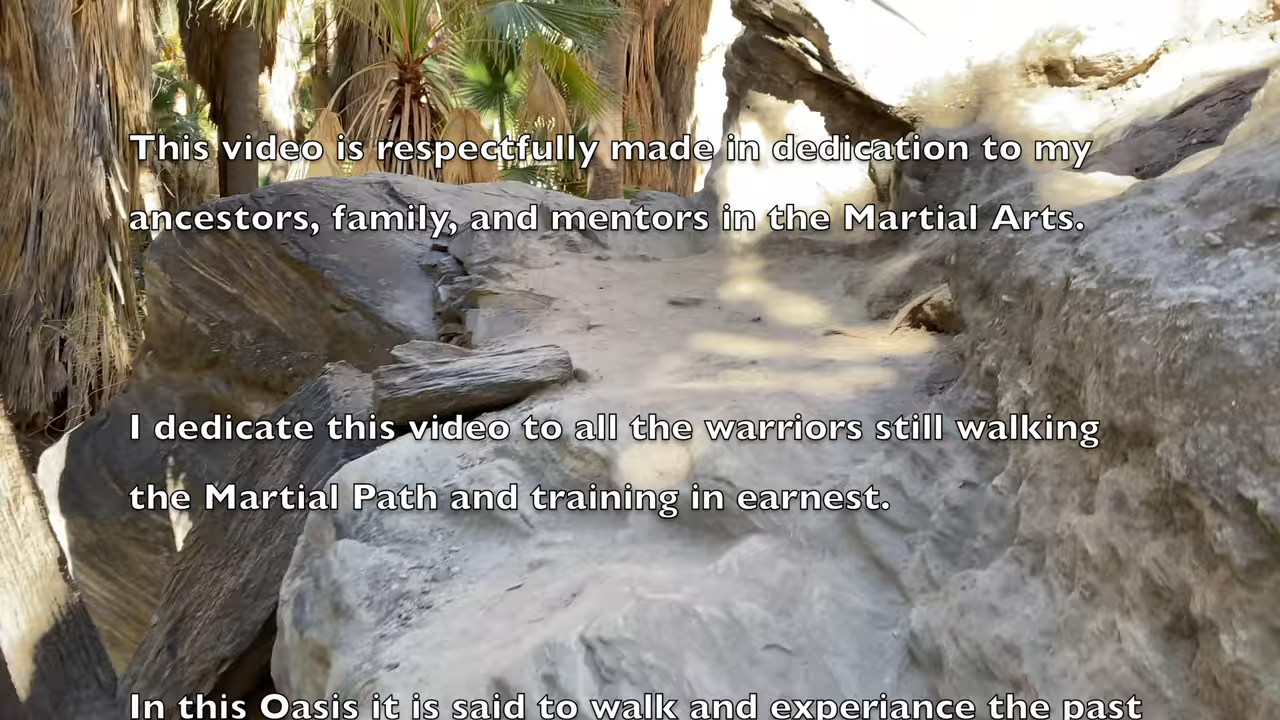 This video is respectfully made in dedication to my
ancestors, family, and mentors in the Martial Arts.
I dedicate this video to all the warriors still walking
the Martial Path and training in earnest.
In this Oasis it is said to walk and experiance the past